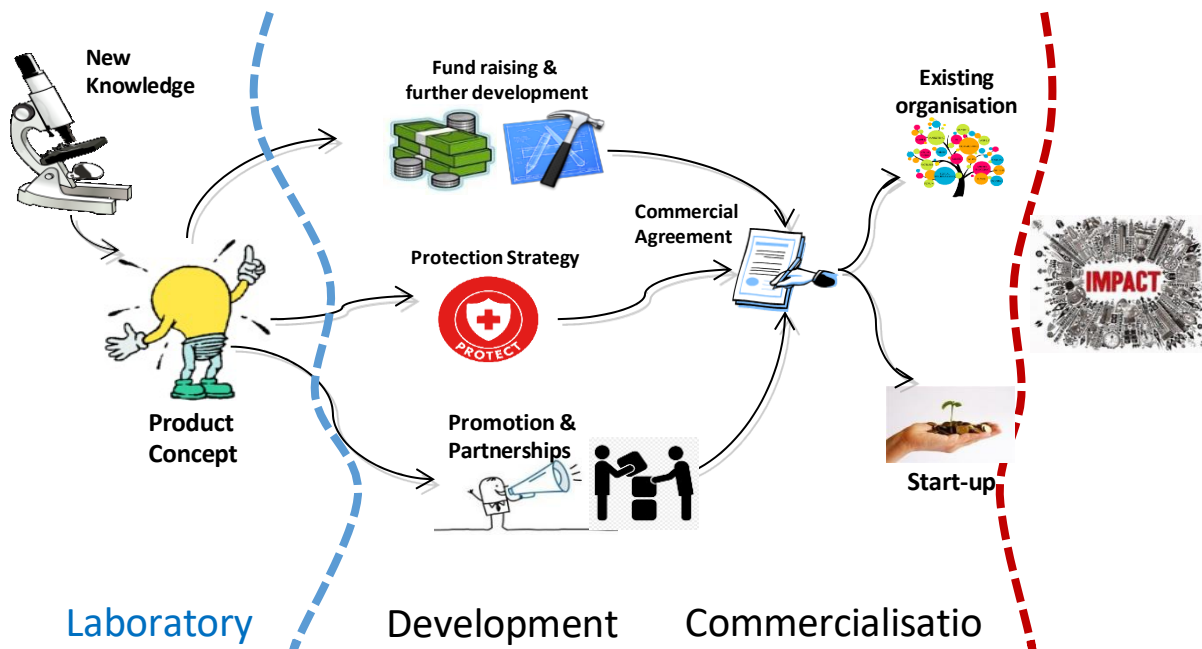 New
Knowledge
Fund raising &
further development
Existing
organisation
Commercial
Agreement
Protection Strategy
PROTECT
IMPACT
Product
Concept
Promotion &
Partnerships
Start-up
Laboratory
Development
Commercialisatio